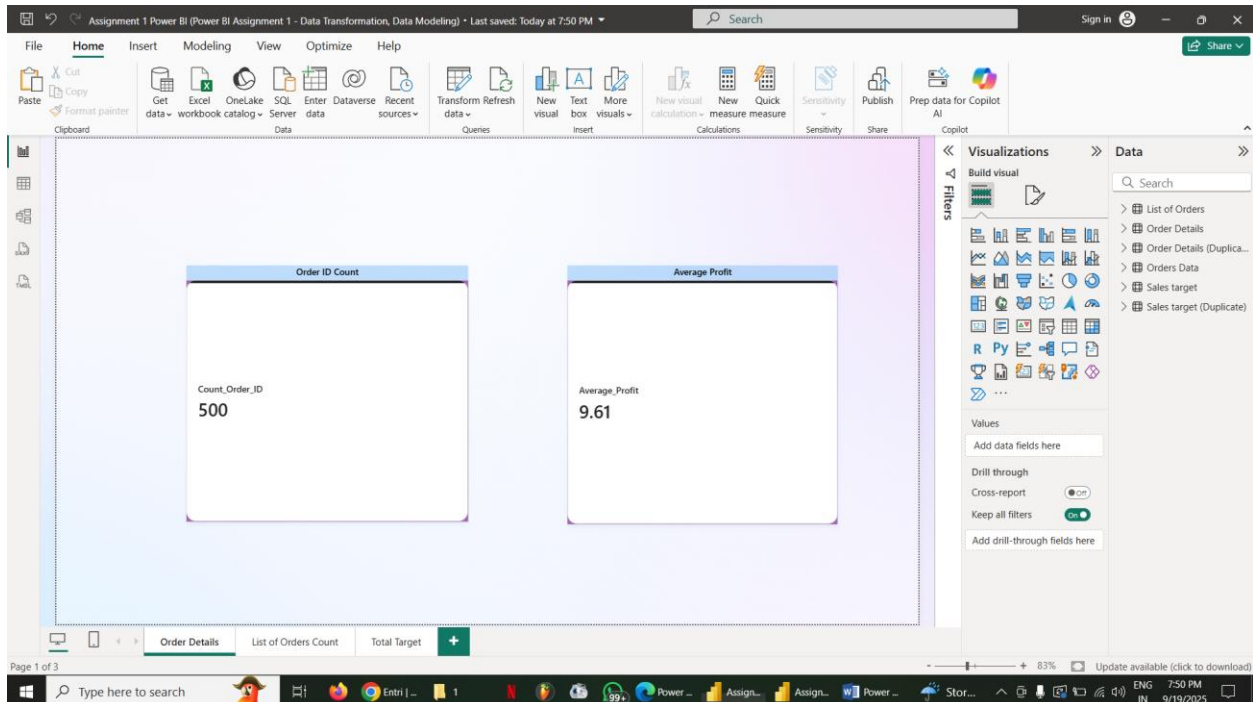 Assignment 1 Power BI (Power BI Assignment 1 - Data Transformation, Data Modeling) • Last saved: Today at 7:50 PM
Search
Sign in
File Home Insert Modeling View Optimize Help
Share
Paste
Cut
Copy
Format painter
Get data
Excel workbook
OneLake catalog
SQL Server
Enter data
Dataverse
Recent sources
Transform data
Refresh
New visual
Text box
More visuals
New visual calculation
New measure
Quick measure
Sensitivity
Publish
Prep data for AI
Copilot
Clipboard Data Queries Insert Calculations Sensitivity Share Copilot
Filters
Visualizations
Build visual
R Py
Values
Add data fields here
Drill through
Cross-report Off
Keep all filters On
Add drill-through fields here
Data
Search
List of Orders
Order Details
Order Details (Duplica...
Orders Data
Sales target
Sales target (Duplicate)
Order ID Count
Count_Order_ID
500
Average Profit
Average_Profit
9.61
Order Details List of Orders Count Total Target
Page 1 of 3
83%
Update available (click to download)
Type here to search
Entri | _
1
99+
Power ...
Assign...
Assign...
Power ...
Stor...
ENG
IN
7:50 PM
9/19/2025